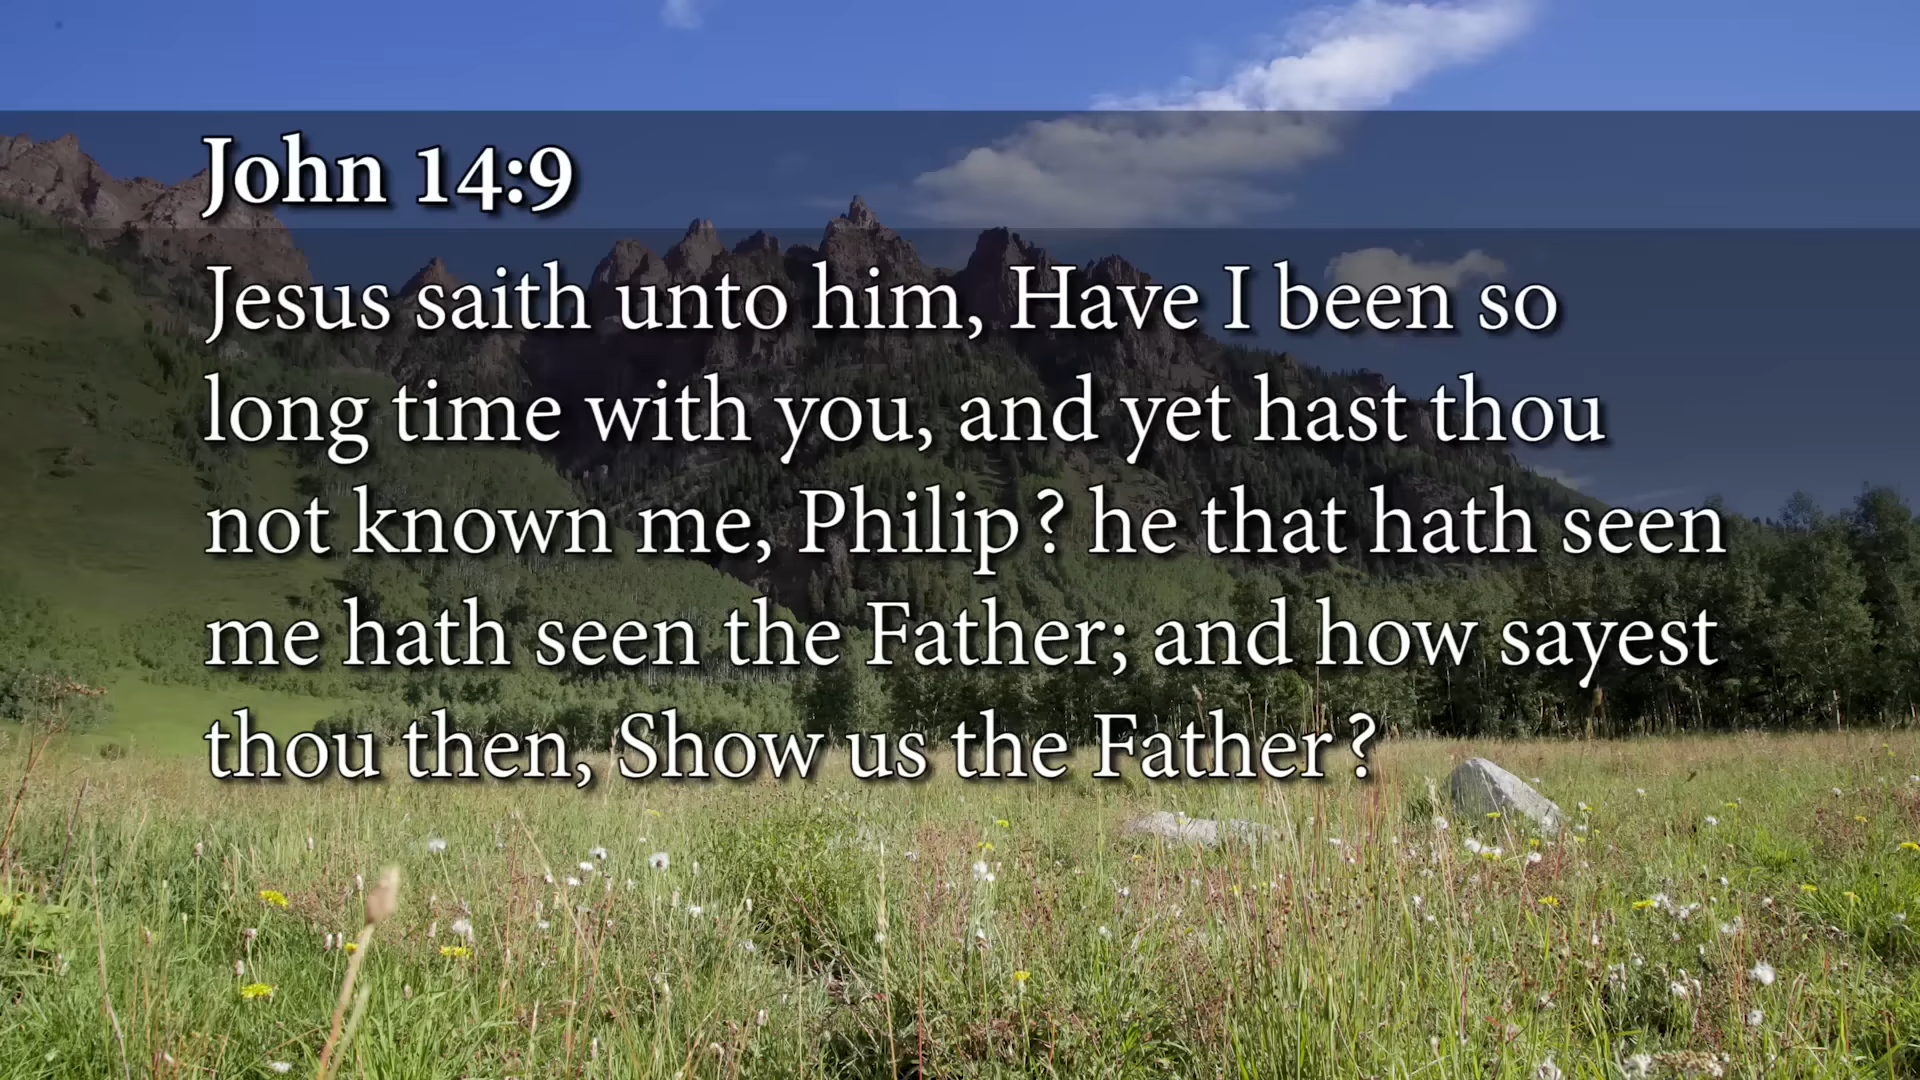 John 14:9
Jesus saith unto him, Have I been so
long time with you, and yet hast thou
not known me, Philip? he that hath seen
me hath seen the Father; and how sayest
thou then, Show us the Father?